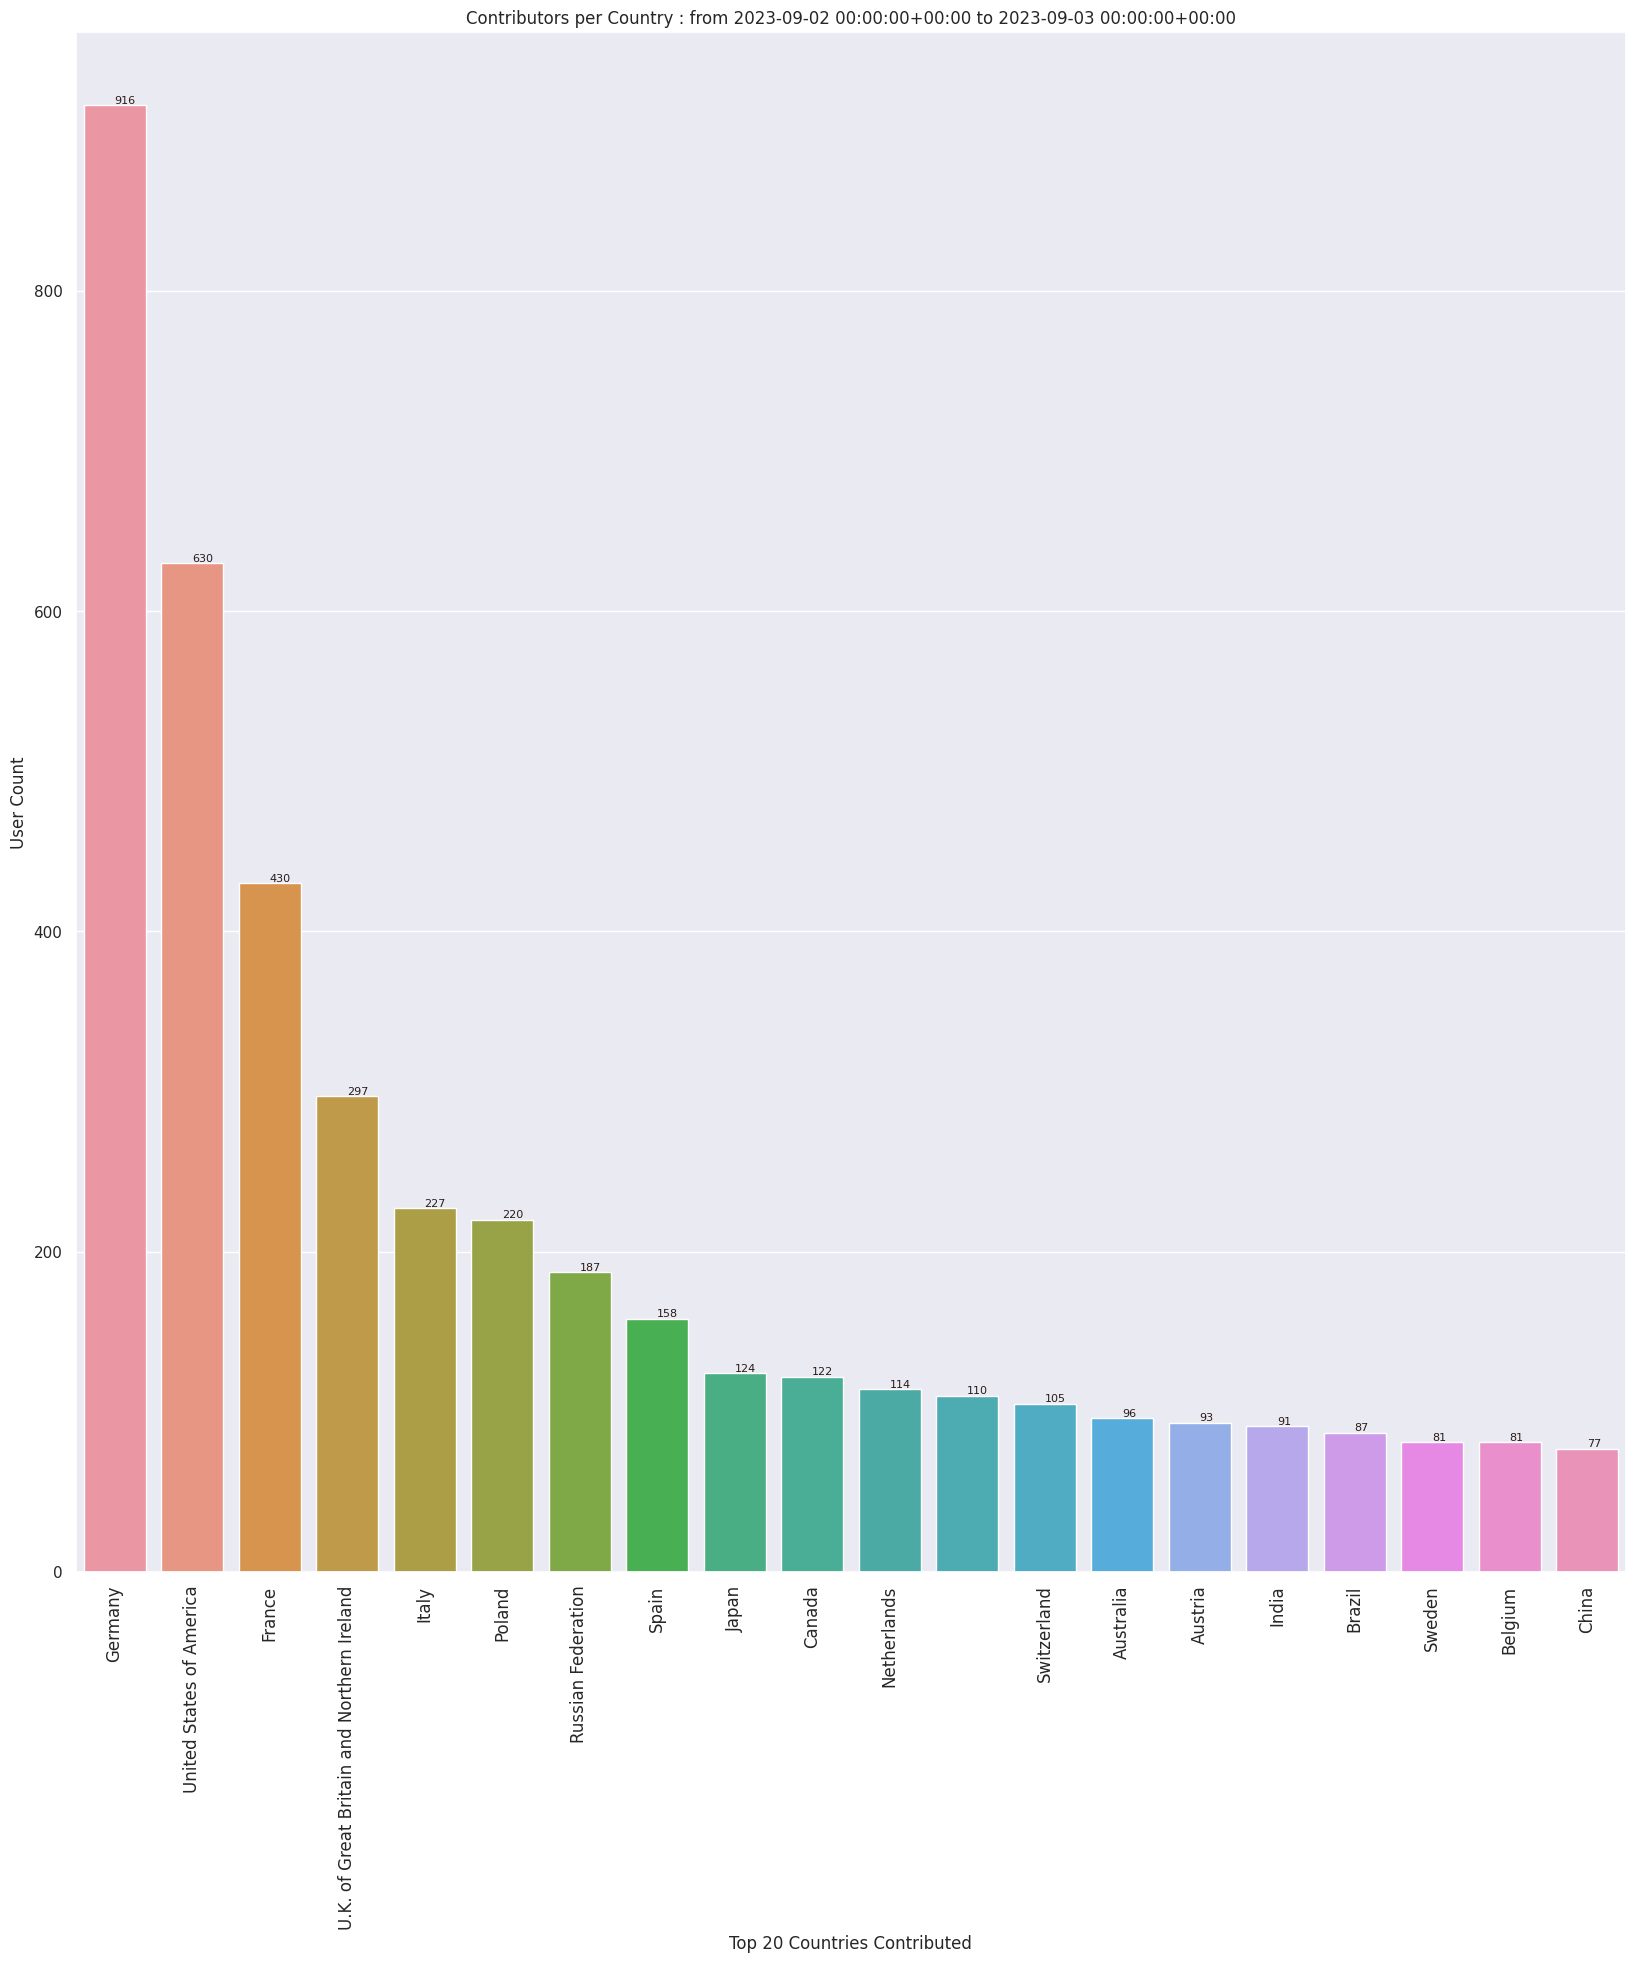 Contributors per Country : from 2023-09-02 00:00:00+00:00 to 2023-09-03 00:00:00+00:00
User Count
800
600
400
200
0
916
630
430
297
227
220
187
158
124
122
114
110
105
96
93
91
87
81
81
77
Germany
United States of America
France
U.K. of Great Britain and Northern Ireland
Italy
Poland
Russian Federation
Spain
Japan
Canada
Netherlands
Switzerland
Australia
Austria
India
Brazil
Sweden
Belgium
China
Top 20 Countries Contributed